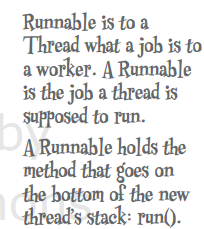 Runnable is to a
Thread what a job is to
a worker. A Runnable
is the job a thread is
supposed to run.
A Runnable holds the
method that goes on
the bottom of the new
thread's stack: run().